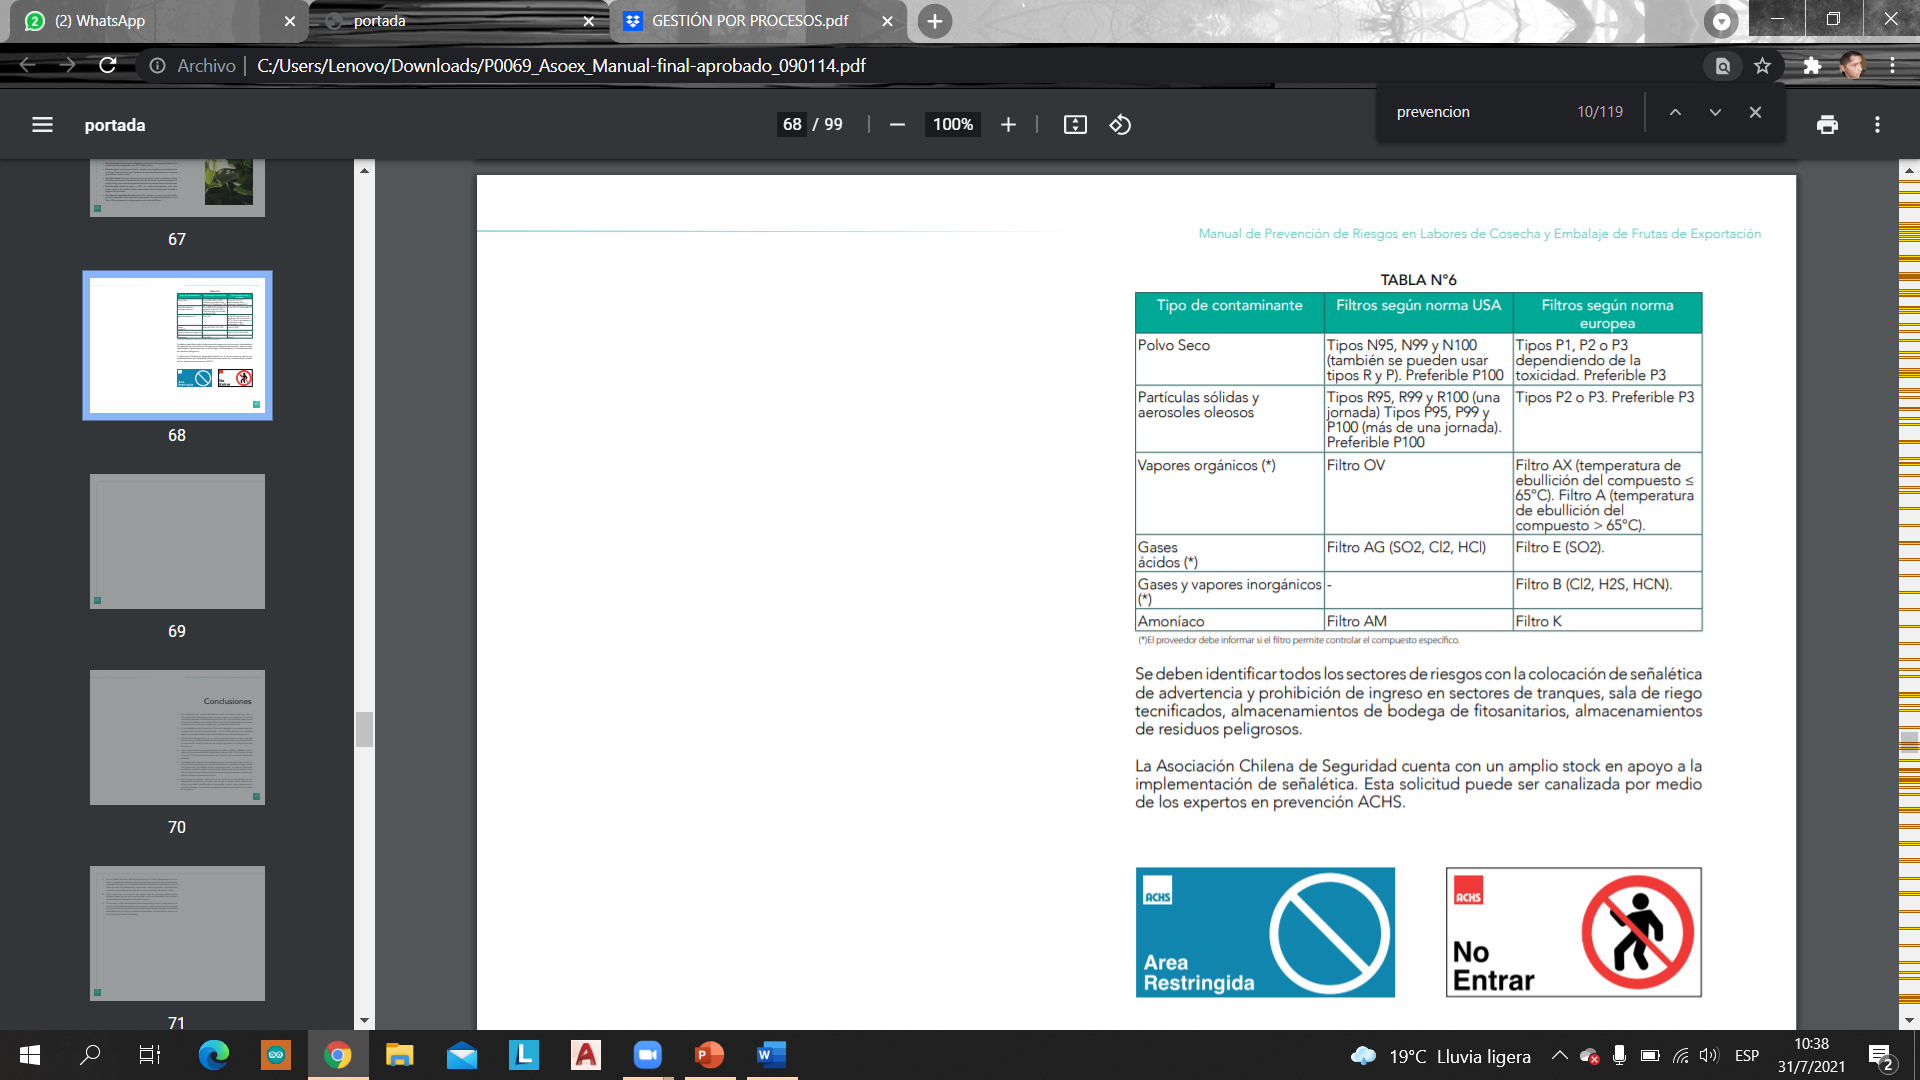 (2) WhatsApp
portada
GESTIÓN POR PROCESOS.pdf
Archivo
C:/Users/Lenovo/Downloads/P0069_Asoex_Manual-final-aprobado_090114.pdf
prevencion
10/119
portada
68 / 99
100%
67
68
69
Conclusiones
70
71
Manual de Prevención de Riesgos en Labores de Cosecha y Embalaje de Frutas de Exportación
TABLA N°6
Tipo de contaminante
Filtros según norma USA
Filtros según norma
europea
Polvo Seco
Tipos N95, N99 y N100
(también se pueden usar
tipos R y P). Preferible P100
Tipos P1, P2 o P3
dependiendo de la
toxicidad. Preferible P3
Partículas sólidas y
aerosoles oleosos
Tipos R95, R99 y R100 (una
jornada) Tipos P95, P99 y
P100 (más de una jornada).
Preferible P100
Tipos P2 o P3. Preferible P3
Vapores orgánicos (*)
Filtro OV
Filtro AX (temperatura de
ebullición del compuesto ≤
65°C). Filtro A (temperatura
de ebullición del
compuesto > 65°C).
Gases
ácidos (*)
Filtro AG (SO2, Cl2, HCl)
Filtro E (SO2).
Gases y vapores inorgánicos
(*)
-
Filtro B (Cl2, H2S, HCN).
Amoníaco
Filtro AM
Filtro K
(*)El proveedor debe informar si el filtro permite controlar el compuesto específico.
Se deben identificar todos los sectores de riesgos con la colocación de señalética
de advertencia y prohibición de ingreso en sectores de tranques, sala de riego
tecnificados, almacenamientos de bodega de fitosanitarios, almacenamientos
de residuos peligrosos.
La Asociación Chilena de Seguridad cuenta con un amplio stock en apoyo a la
implementación de señalética. Esta solicitud puede ser canalizada por medio
de los expertos en prevención ACHS.
ACHS
Area
Restringida
ACHS
No
Entrar
19°C Lluvia ligera
ESP
10:38
31/7/2021
2